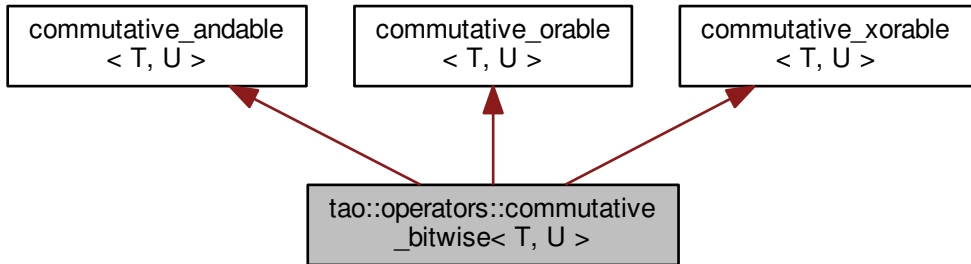 commutative_andable
< T, U >
commutative_orable
< T, U >
commutative_xorable
< T, U >
tao::operators::commutative
_bitwise< T, U >